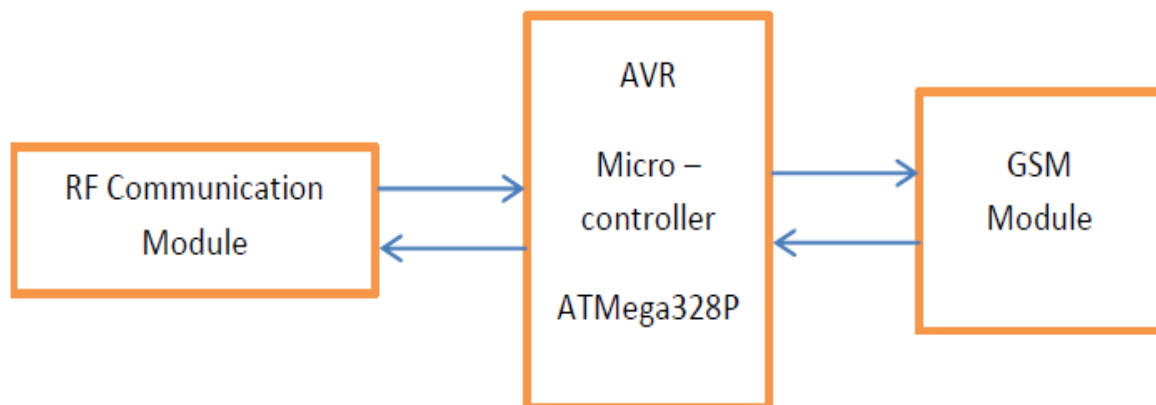 RF Communication
Module
AVR
Micro –
controller
ATMega328P
GSM
Module